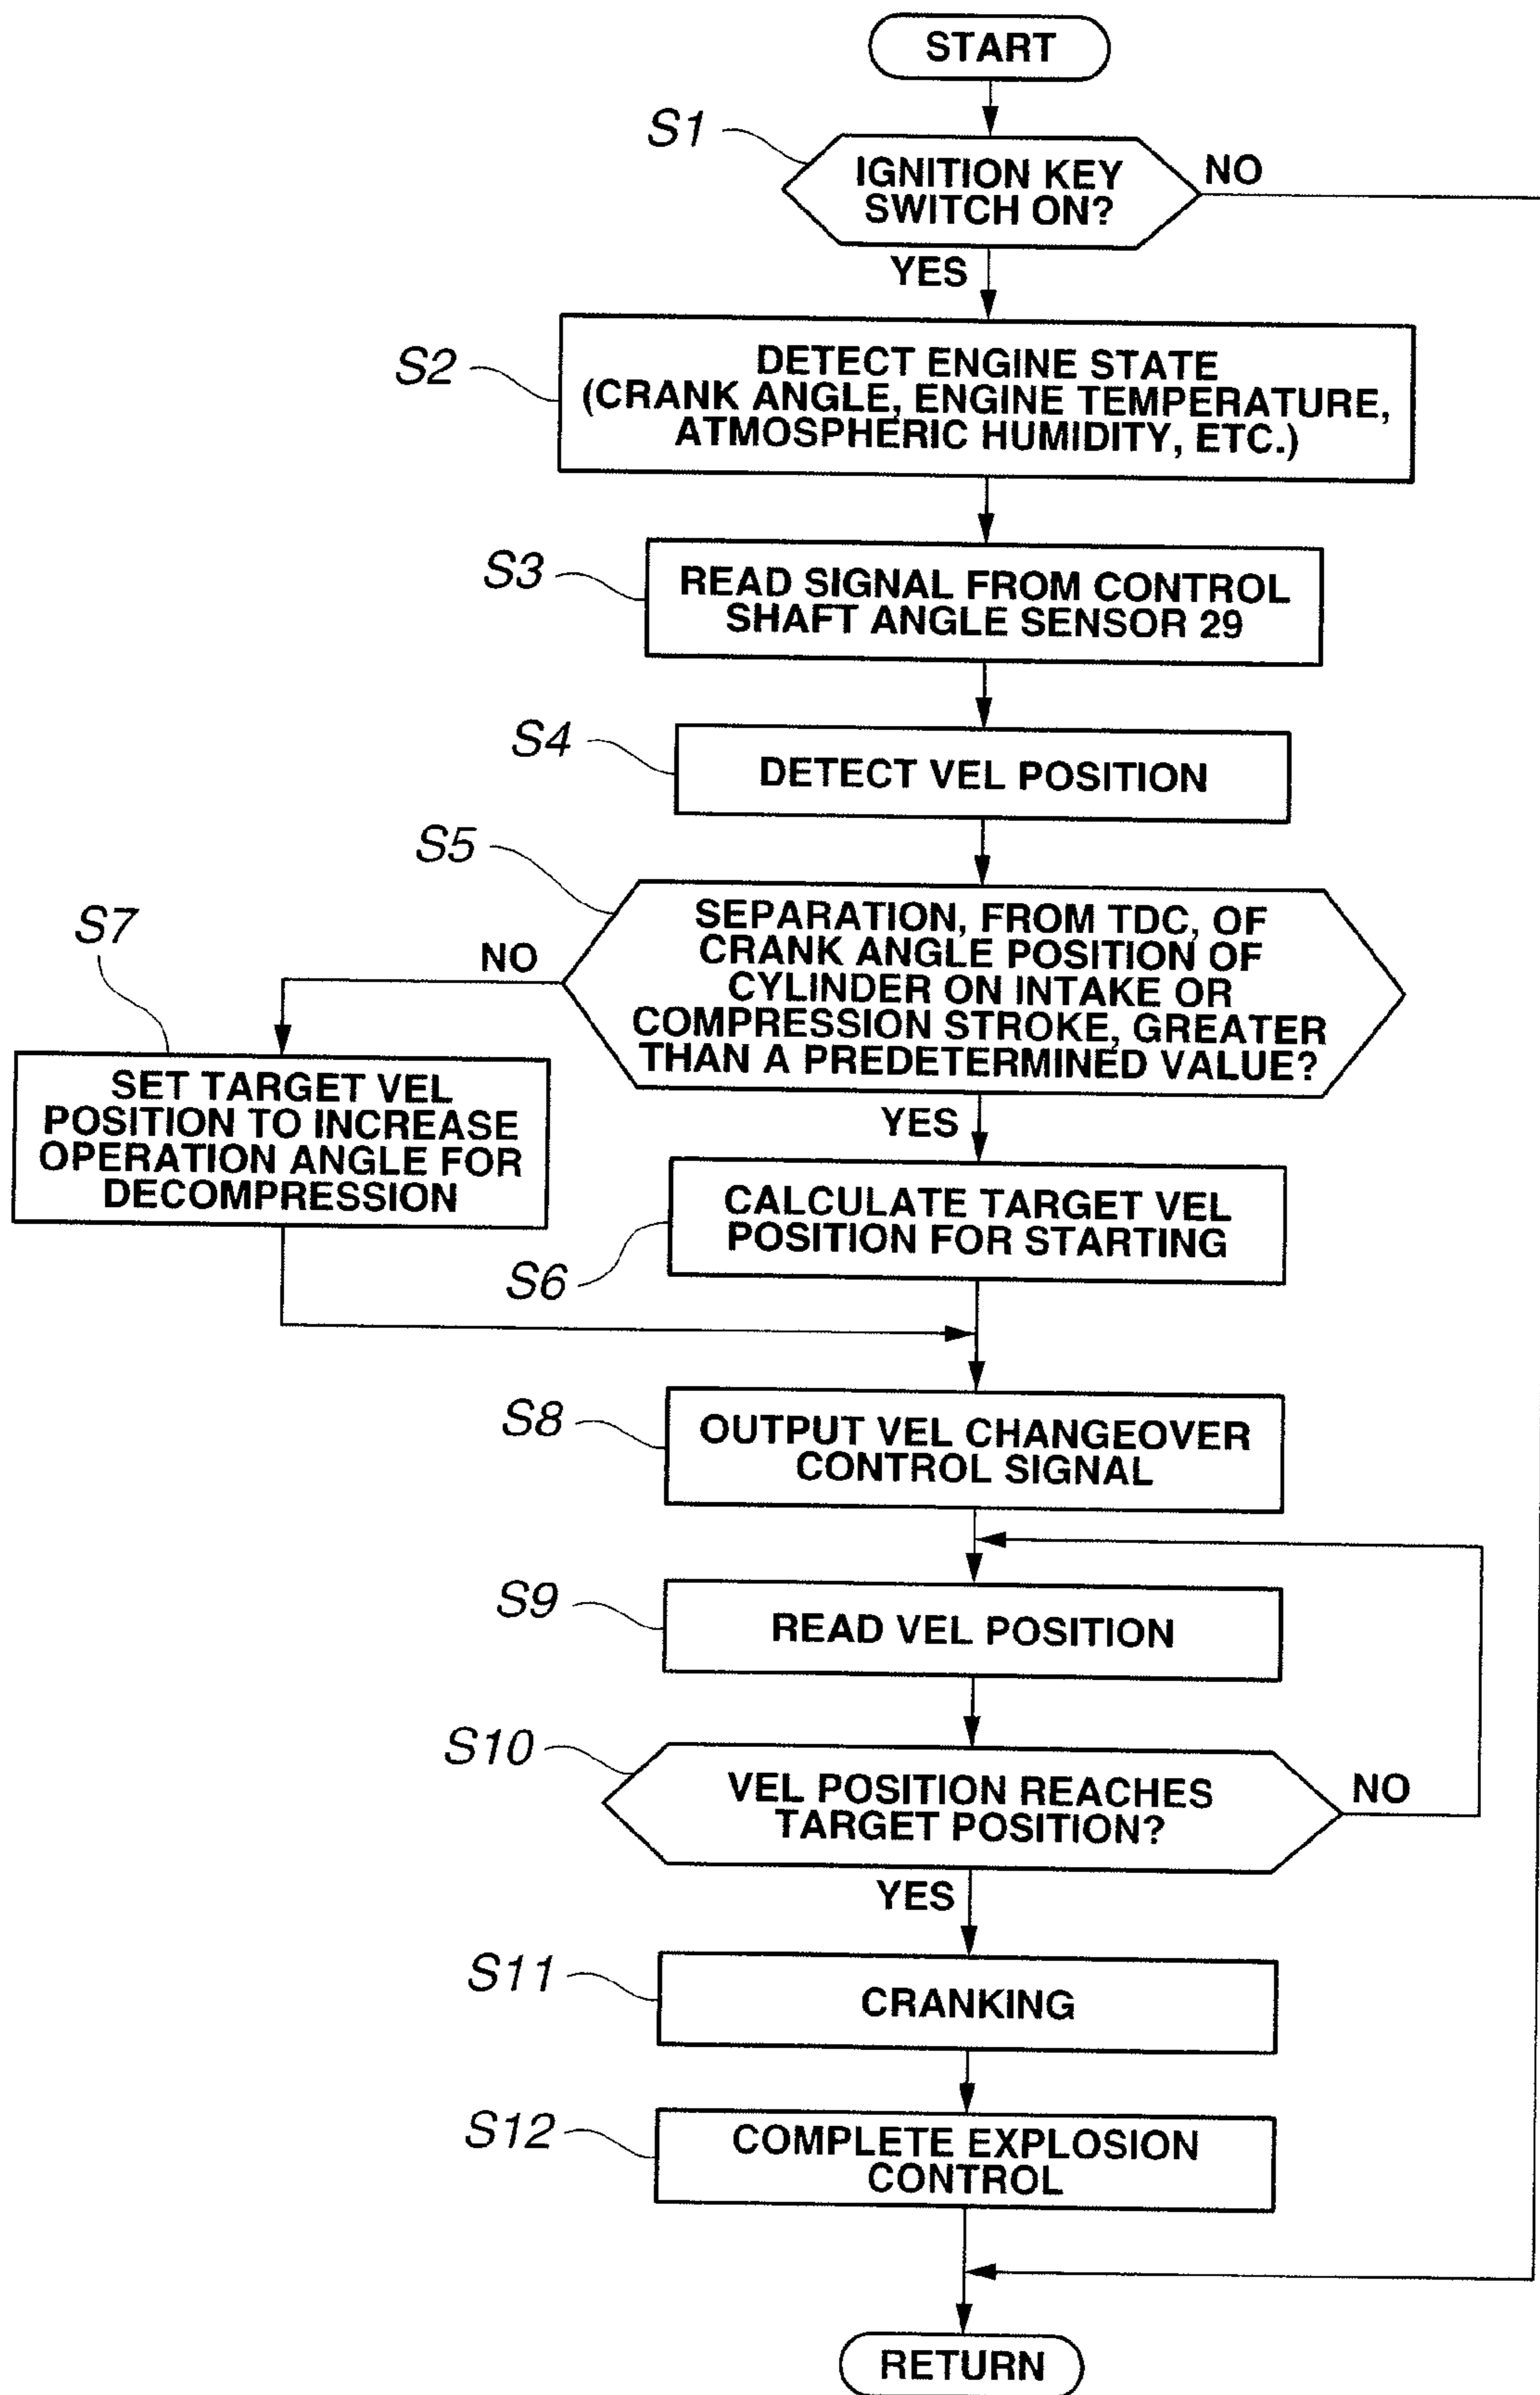 START
S1
IGNITION KEY
SWITCH ON?
NO
YES
S2
DETECT ENGINE STATE
(CRANK ANGLE, ENGINE TEMPERATURE,
ATMOSPHERIC HUMIDITY, ETC.)
S3
READ SIGNAL FROM CONTROL
SHAFT ANGLE SENSOR 29
S4
DETECT VEL POSITION
S5
SEPARATION, FROM TDC, OF
CRANK ANGLE POSITION OF
CYLINDER ON INTAKE OR
COMPRESSION STROKE, GREATER
THAN A PREDETERMINED VALUE?
NO
S7
SET TARGET VEL
POSITION TO INCREASE
OPERATION ANGLE FOR
DECOMPRESSION
YES
CALCULATE TARGET VEL
POSITION FOR STARTING
S6
S8
OUTPUT VEL CHANGEOVER
CONTROL SIGNAL
S9
READ VEL POSITION
S10
VEL POSITION REACHES
TARGET POSITION?
NO
YES
S11
CRANKING
S12
COMPLETE EXPLOSION
CONTROL
RETURN